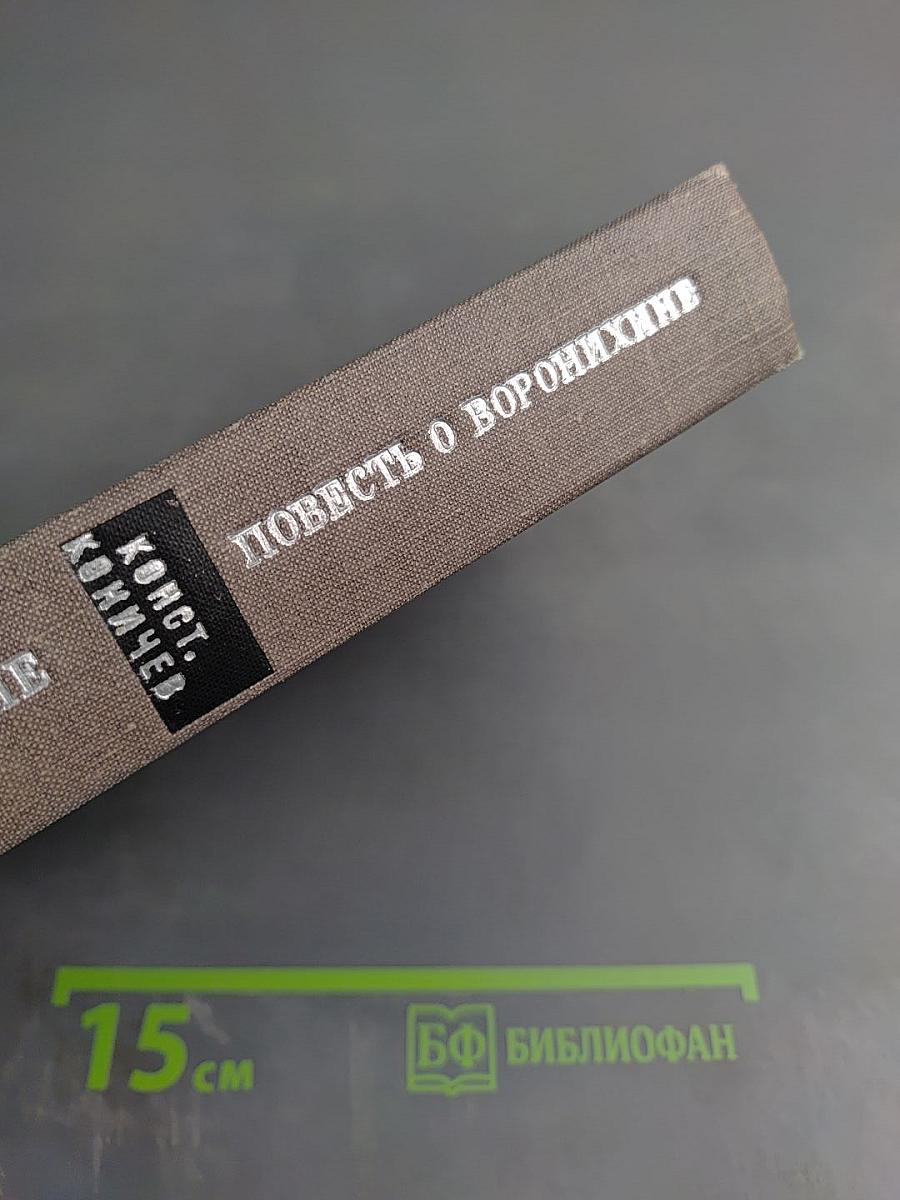 ПОВЕСТЬ О ВОРОНИХИНЕ
КОНСТ.
КОНИЧЕВ
15 см
БФ БИБЛИОФАН